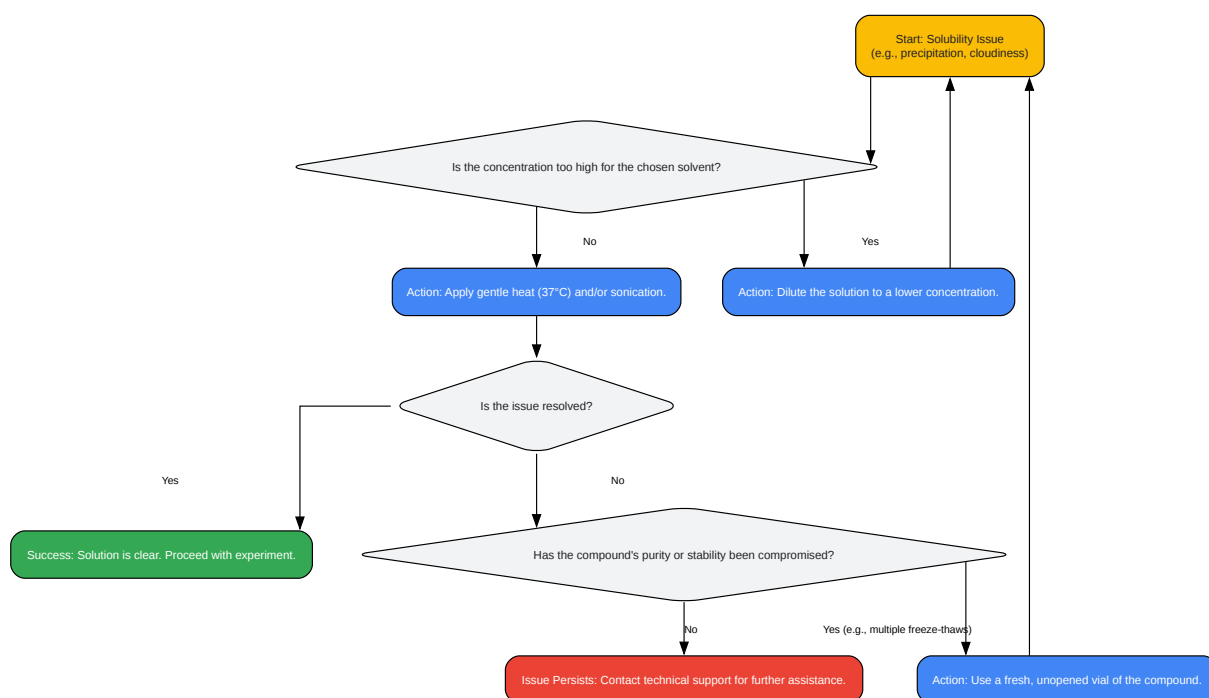 Start: Solubility Issue
(e.g., precipitation, cloudiness)
Is the concentration too high for the chosen solvent?
No
Yes
Action: Apply gentle heat (37°C) and/or sonication.
Action: Dilute the solution to a lower concentration.
Is the issue resolved?
Yes
No
Success: Solution is clear. Proceed with experiment.
Has the compound's purity or stability been compromised?
No
Yes (e.g., multiple freeze-thaws)
Issue Persists: Contact technical support for further assistance.
Action: Use a fresh, unopened vial of the compound.